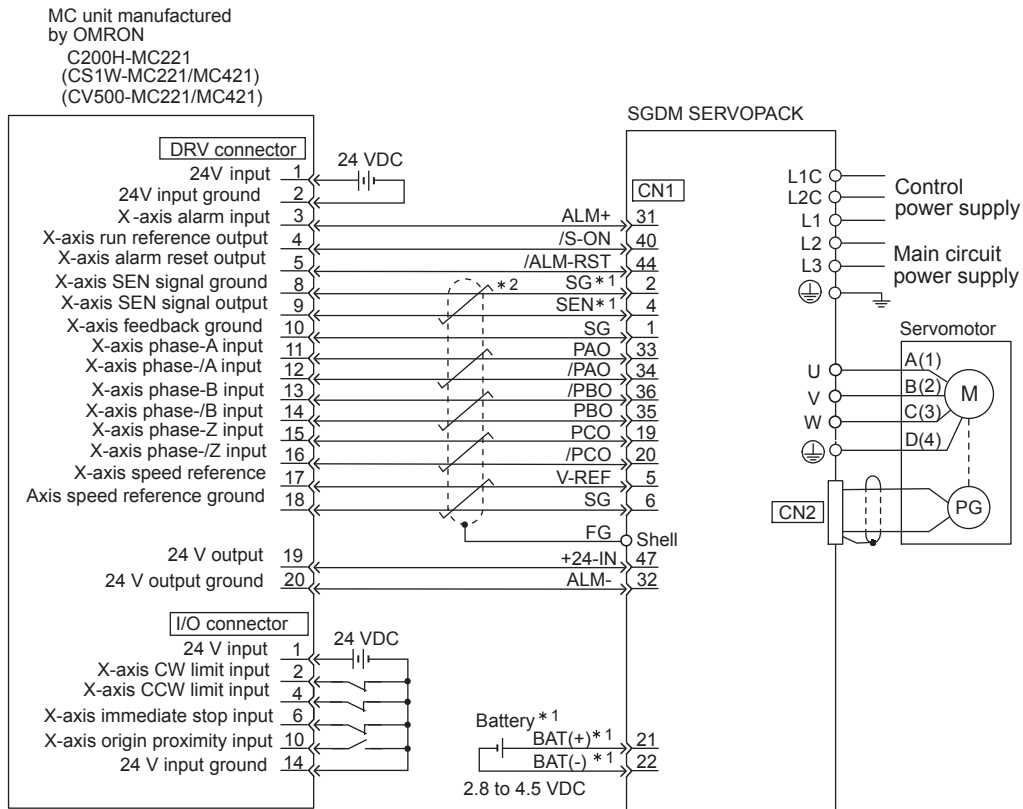 MC unit manufactured
by OMRON
C200H-MC221
(CS1W-MC221/MC421)
(CV500-MC221/MC421)
SGDM SERVOPACK
DRV connector
24 VDC
CN1
24V input 1
24V input ground 2
X-axis alarm input 3 ALM+ 31
X-axis run reference output 4 /S-ON 40
X-axis alarm reset output 5 /ALM-RST 44
X-axis SEN signal ground 8 *2 SG*1 2
X-axis SEN signal output 9 SEN*1 4
X-axis feedback ground 10 SG 1
X-axis phase-A input 11 PAO 33
X-axis phase-/A input 12 /PAO 34
X-axis phase-B input 13 /PBO 36
X-axis phase-/B input 14 PBO 35
X-axis phase-Z input 15 PCO 19
X-axis phase-/Z input 16 /PCO 20
X-axis speed reference 17 V-REF 5
Axis speed reference ground 18 SG 6
FG Shell
24 V output 19 +24-IN 47
24 V output ground 20 ALM- 32
I/O connector
24 VDC
24 V input 1
X-axis CW limit input 2
X-axis CCW limit input 4
X-axis immediate stop input 6
X-axis origin proximity input 10
24 V input ground 14
Battery*1
BAT(+)*1 21
BAT(-) *1 22
2.8 to 4.5 VDC
L1C
L2C
L1
L2
L3
Control
power supply
Main circuit
power supply
Servomotor
U A(1)
V B(2)
W C(3)
D(4)
M
CN2
PG